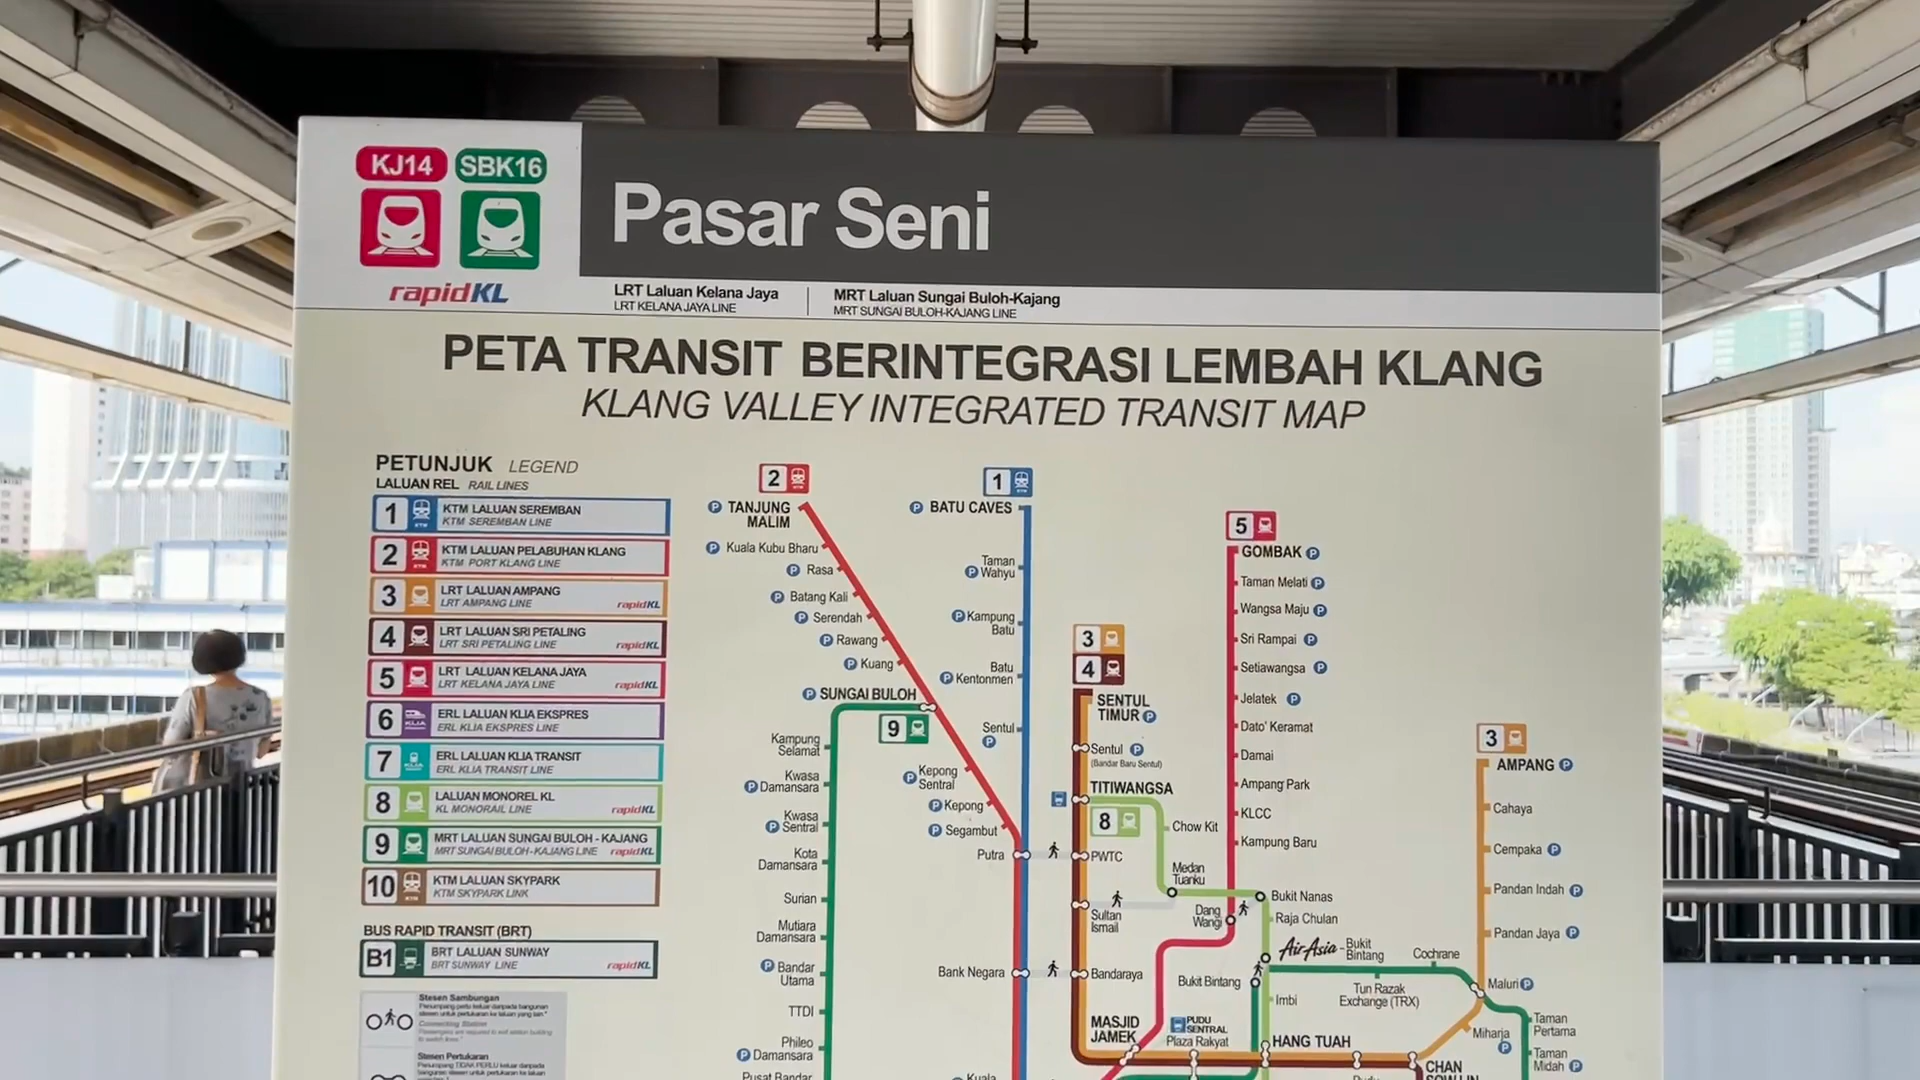 KJ14 SBK16
rapidKL
Pasar Seni
LRT Laluan Kelana Jaya
LRT KELANA JAYA LINE
MRT Laluan Sungai Buloh-Kajang
MRT SUNGAI BULOH-KAJANG LINE
PETA TRANSIT BERINTEGRASI LEMBAH KLANG
KLANG VALLEY INTEGRATED TRANSIT MAP
PETUNJUK LEGEND
LALUAN REL RAIL LINES
1 KTM LALUAN SEREMBAN
KTM SEREMBAN LINE
2 KTM LALUAN PELABUHAN KLANG
KTM PORT KLANG LINE
3 LRT LALUAN AMPANG
LRT AMPANG LINE rapidKL
4 LRT LALUAN SRI PETALING
LRT SRI PETALING LINE rapidKL
5 LRT LALUAN KELANA JAYA
LRT KELANA JAYA LINE rapidKL
6 ERL LALUAN KLIA EKSPRES
ERL KLIA EKSPRES LINE
7 ERL LALUAN KLIA TRANSIT
ERL KLIA TRANSIT LINE
8 LALUAN MONOREL KL
KL MONORAIL LINE rapidKL
9 MRT LALUAN SUNGAI BULOH - KAJANG
MRT SUNGAI BULOH-KAJANG LINE rapidKL
10 KTM LALUAN SKYPARK
KTM SKYPARK LINK
BUS RAPID TRANSIT (BRT)
B1 BRT LALUAN SUNWAY
BRT SUNWAY LINE rapidKL
Stesen Sambungan
Connecting Station
Stesen Pertukaran
2
P TANJUNG
MALIM
P Kuala Kubu Bharu
P Rasa
P Batang Kali
P Serendah
P Rawang
P Kuang
P SUNGAI BULOH
9
Kampung
Selamat
Kwasa
P Damansara
Kwasa
P Sentral
Kota
Damansara
Surian
Mutiara
Damansara
P Bandar
Utama
TTDI
Phileo
P Damansara
Pusat Bandar
Kepong
P Sentral
P Kepong
P Segambut
Putra
Bank Negara
P Kuala
1
P BATU CAVES
Taman
P Wahyu
P Kampung
Batu
Batu
P Kentonmen
Sentul
P
3
4
SENTUL
TIMUR P
Sentul P
(Bandar Baru Sentul)
TITIWANGSA
8
Chow Kit
PWTC
Medan
Tuanku
Sultan
Ismail
Bandaraya
MASJID
JAMEK
5
GOMBAK P
Taman Melati P
Wangsa Maju P
Sri Rampai P
Setiawangsa P
Jelatek P
Dato' Keramat
Damai
Ampang Park
KLCC
Kampung Baru
Dang
Wangi
Bukit Nanas
Raja Chulan
AirAsia - Bukit
Bintang
Bukit Bintang
Imbi
PUDU
SENTRAL
Plaza Rakyat
HANG TUAH
Cochrane
Tun Razak
Exchange (TRX)
3
AMPANG P
Cahaya
Cempaka P
Pandan Indah P
Pandan Jaya P
Maluri P
Miharja
P
Taman
Pertama
Taman
Midah P
CHAN